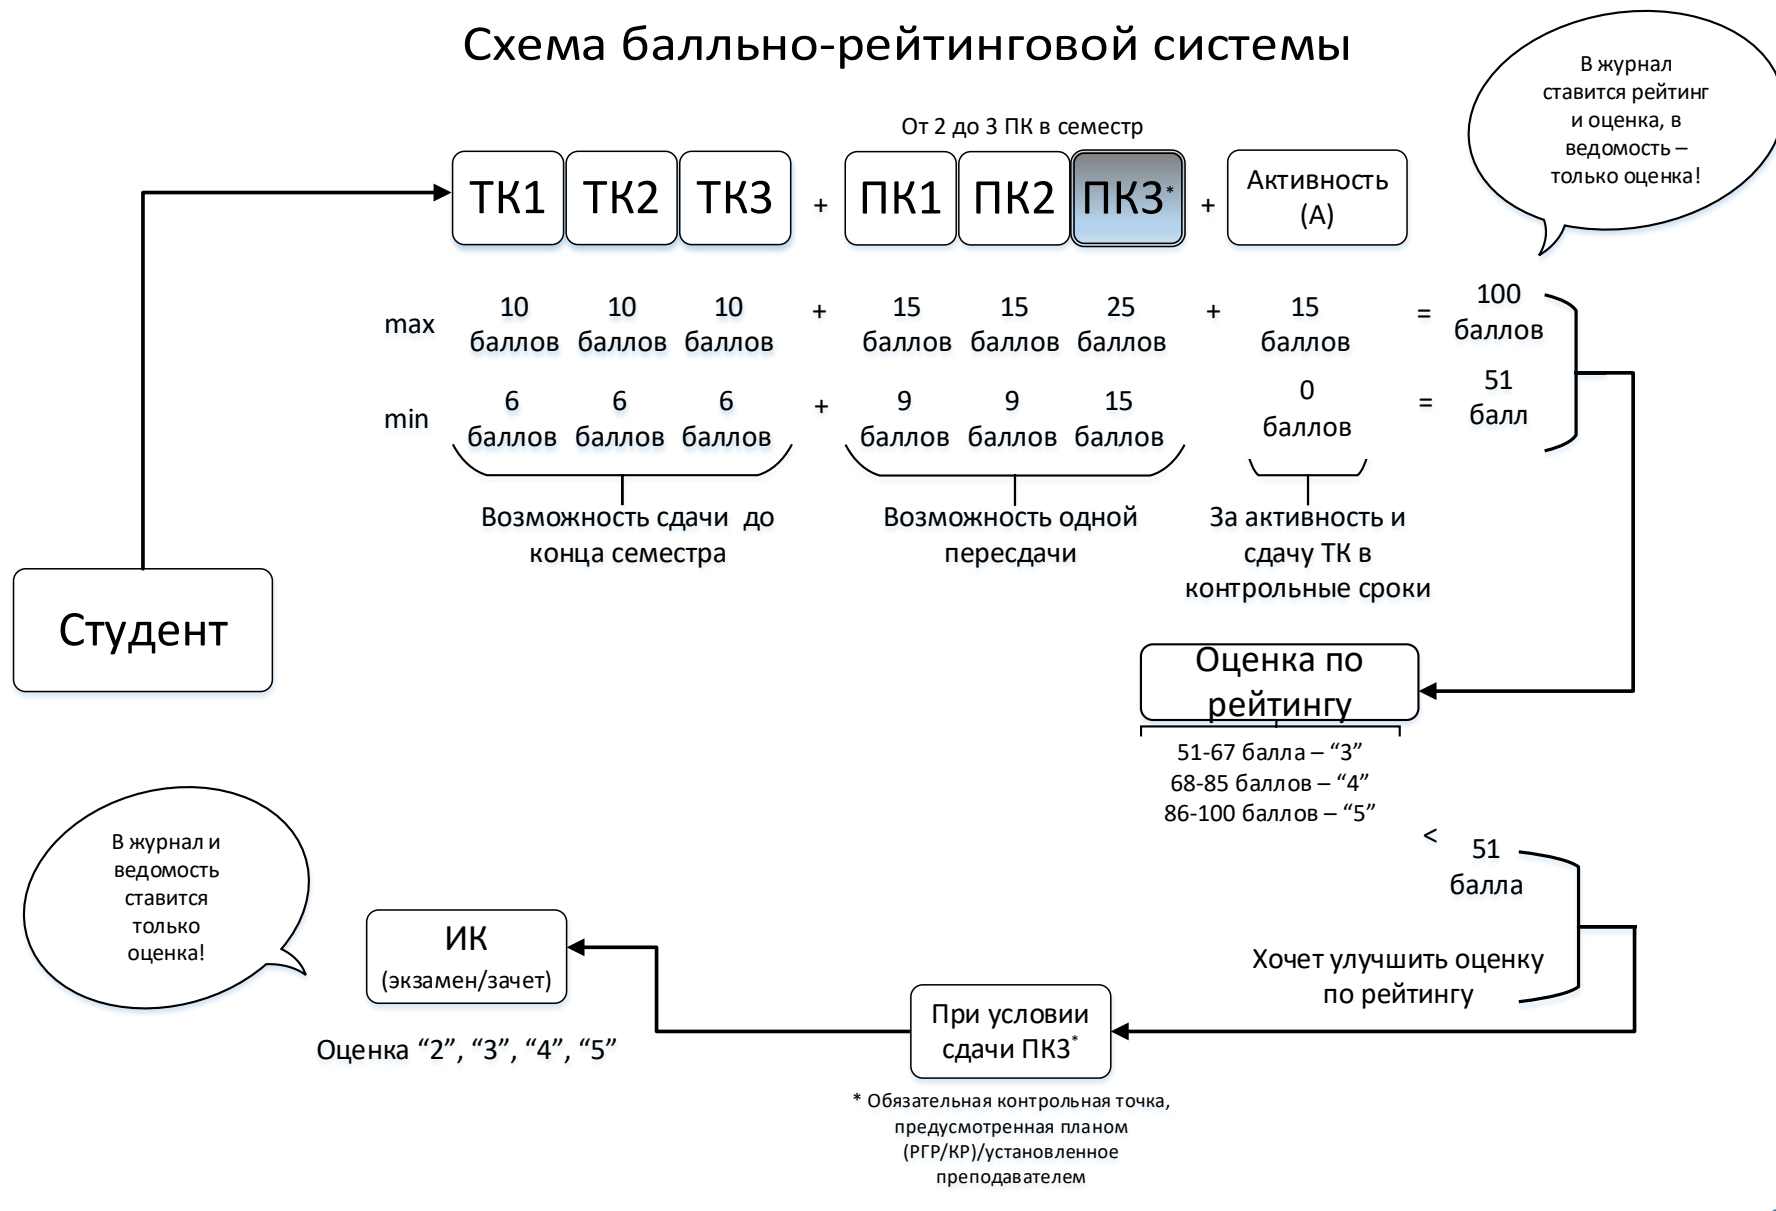 Схема балльно-рейтинговой системы
В журнал
ставится рейтинг
и оценка, в
ведомость –
только оценка!
От 2 до 3 ПК в семестр
ТК1 ТК2 ТК3 + ПК1 ПК2 ПК3* + Активность
(А)
max
10 10 10 + 15 15 25 + 15 = 100
баллов баллов баллов баллов баллов баллов баллов баллов
min
6 6 6 + 9 9 15 0 = 51
баллов баллов баллов баллов баллов баллов баллов балл
Возможность сдачи до
конца семестра
Возможность одной
пересдачи
За активность и
сдачу ТК в
контрольные сроки
Студент
Оценка по
рейтингу
51-67 балла – “3”
68-85 баллов – “4”
86-100 баллов – “5”
< 51
балла
Хочет улучшить оценку
по рейтингу
В журнал и
ведомость
ставится
только
оценка!
ИК
(экзамен/зачет)
Оценка “2”, “3”, “4”, “5”
При условии
сдачи ПК3*
* Обязательная контрольная точка,
предусмотренная планом
(РГР/КР)/установленное
преподавателем